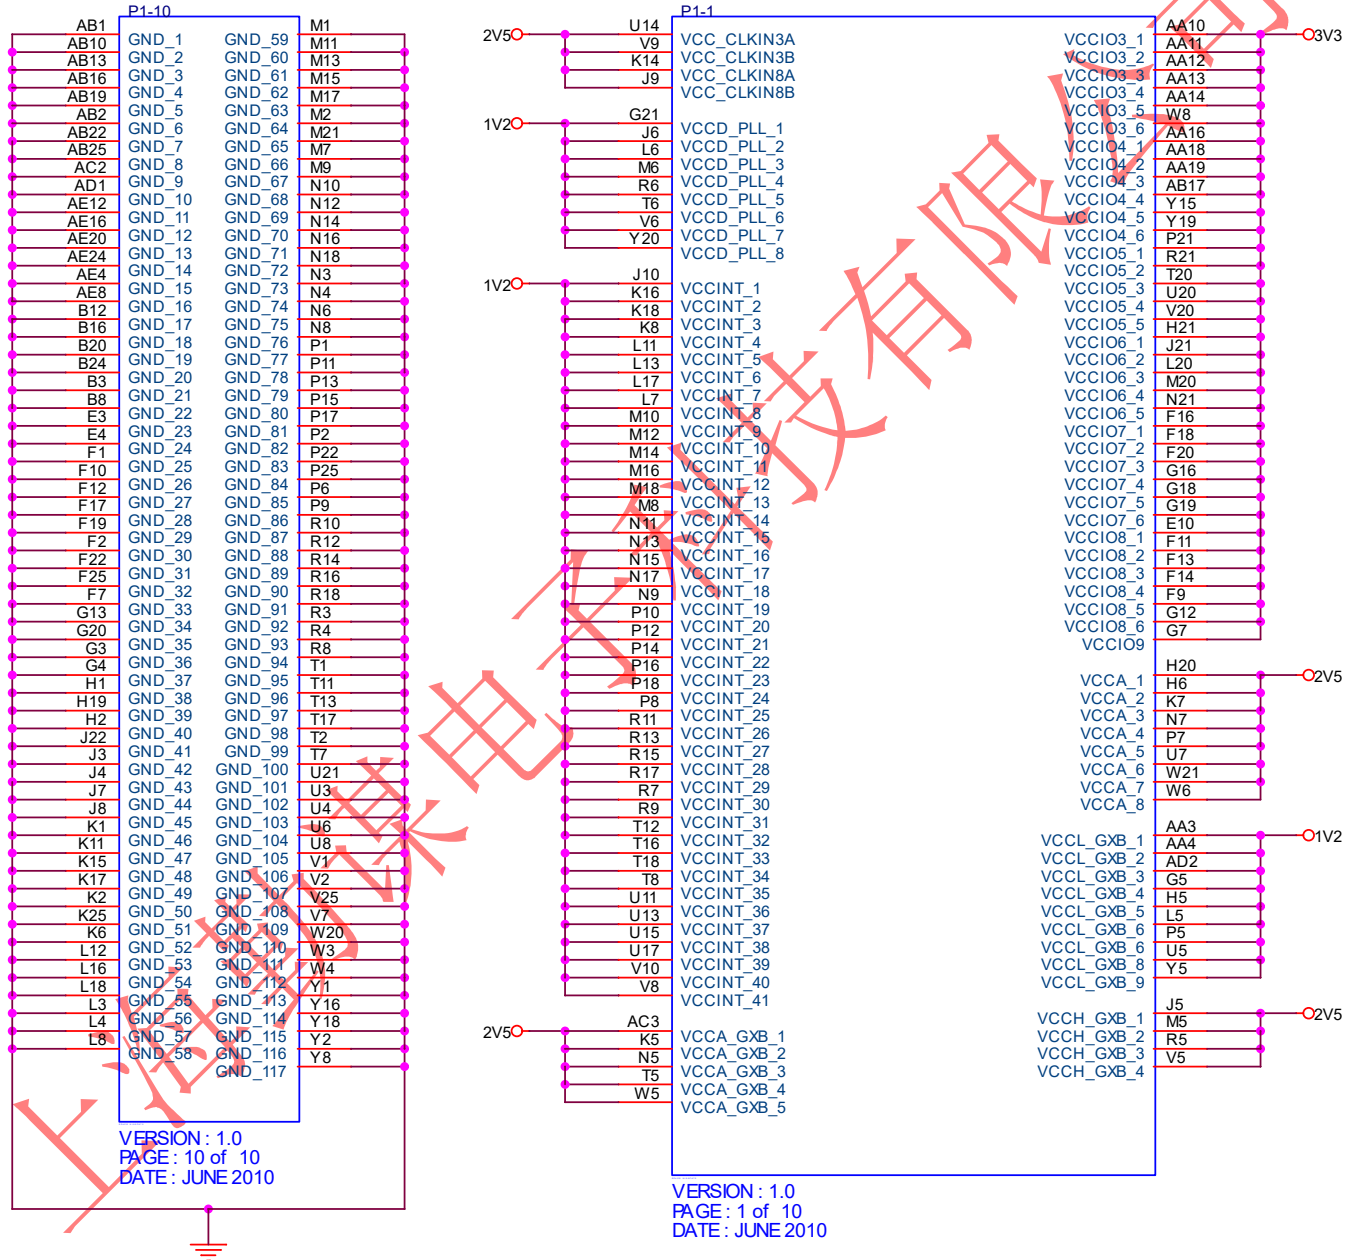 P1-10
AB1 GND_1 GND_59 M1
AB10 GND_2 GND_60 M11
AB13 GND_3 GND_61 M13
AB16 GND_4 GND_62 M15
AB19 GND_5 GND_63 M17
AB2 GND_6 GND_64 M2
AB22 GND_7 GND_65 M21
AB25 GND_8 GND_66 M7
AC2 GND_9 GND_67 M9
AD1 GND_10 GND_68 N10
AE12 GND_11 GND_69 N12
AE16 GND_12 GND_70 N14
AE20 GND_13 GND_71 N16
AE24 GND_14 GND_72 N18
AE4 GND_15 GND_73 N3
AE8 GND_16 GND_74 N4
B12 GND_17 GND_75 N6
B16 GND_18 GND_76 N8
B20 GND_19 GND_77 P1
B24 GND_20 GND_78 P11
B3 GND_21 GND_79 P13
B8 GND_22 GND_80 P15
E3 GND_23 GND_81 P17
E4 GND_24 GND_82 P2
F1 GND_25 GND_83 P22
F10 GND_26 GND_84 P25
F12 GND_27 GND_85 P6
F17 GND_28 GND_86 P9
F19 GND_29 GND_87 R10
F2 GND_30 GND_88 R12
F22 GND_31 GND_89 R14
F25 GND_32 GND_90 R16
F7 GND_33 GND_91 R18
G13 GND_34 GND_92 R3
G20 GND_35 GND_93 R4
G3 GND_36 GND_94 R8
G4 GND_37 GND_95 T1
H1 GND_38 GND_96 T11
H19 GND_39 GND_97 T13
H2 GND_40 GND_98 T17
J22 GND_41 GND_99 T2
J3 GND_42 GND_100 T7
J4 GND_43 GND_101 U21
J7 GND_44 GND_102 U3
J8 GND_45 GND_103 U4
K1 GND_46 GND_104 U6
K11 GND_47 GND_105 U8
K15 GND_48 GND_106 V1
K17 GND_49 GND_107 V2
K2 GND_50 GND_108 V25
K25 GND_51 GND_109 V7
K6 GND_52 GND_110 W20
L12 GND_53 GND_111 W3
L16 GND_54 GND_112 W4
L18 GND_55 GND_113 Y1
L3 GND_56 GND_114 Y16
L4 GND_57 GND_115 Y18
L8 GND_58 GND_116 Y2
GND_117 Y8
VERSION : 1.0
PAGE : 10 of 10
DATE : JUNE 2010
P1-1
2V5 U14 VCC_CLKIN3A
V9 VCC_CLKIN3B
K14 VCC_CLKIN8A
J9 VCC_CLKIN8B
1V2 G21 VCCD_PLL_1
J6 VCCD_PLL_2
L6 VCCD_PLL_3
M6 VCCD_PLL_4
R6 VCCD_PLL_5
T6 VCCD_PLL_6
V6 VCCD_PLL_7
Y20 VCCD_PLL_8
1V2 J10 VCCINT_1
K16 VCCINT_2
K18 VCCINT_3
K8 VCCINT_4
L11 VCCINT_5
L13 VCCINT_6
L17 VCCINT_7
L7 VCCINT_8
M10 VCCINT_9
M12 VCCINT_10
M14 VCCINT_11
M16 VCCINT_12
M18 VCCINT_13
M8 VCCINT_14
N11 VCCINT_15
N13 VCCINT_16
N15 VCCINT_17
N17 VCCINT_18
N9 VCCINT_19
P10 VCCINT_20
P12 VCCINT_21
P14 VCCINT_22
P16 VCCINT_23
P18 VCCINT_24
P8 VCCINT_25
R11 VCCINT_26
R13 VCCINT_27
R15 VCCINT_28
R17 VCCINT_29
R7 VCCINT_30
R9 VCCINT_31
T12 VCCINT_32
T16 VCCINT_33
T18 VCCINT_34
T8 VCCINT_35
U11 VCCINT_36
U13 VCCINT_37
U15 VCCINT_38
U17 VCCINT_39
V10 VCCINT_40
V8 VCCINT_41
2V5 AC3 VCCA_GXB_1
K5 VCCA_GXB_2
N5 VCCA_GXB_3
T5 VCCA_GXB_4
W5 VCCA_GXB_5
VCCIO3_1 AA10 3V3
VCCIO3_2 AA11
VCCIO3_3 AA12
VCCIO3_4 AA13
VCCIO3_5 AA14
VCCIO3_6 W8
VCCIO4_1 AA16
VCCIO4_2 AA18
VCCIO4_3 AA19
VCCIO4_4 AB17
VCCIO4_5 Y15
VCCIO4_6 Y19
VCCIO5_1 P21
VCCIO5_2 R21
VCCIO5_3 T20
VCCIO5_4 U20
VCCIO5_5 V20
VCCIO6_1 H21
VCCIO6_2 J21
VCCIO6_3 L20
VCCIO6_4 M20
VCCIO6_5 N21
VCCIO7_1 F16
VCCIO7_2 F18
VCCIO7_3 F20
VCCIO7_4 G16
VCCIO7_5 G18
VCCIO7_6 G19
VCCIO8_1 E10
VCCIO8_2 F11
VCCIO8_3 F13
VCCIO8_4 F14
VCCIO8_5 F9
VCCIO8_6 G12
VCCIO9 G7
VCCA_1 H20 2V5
VCCA_2 H6
VCCA_3 K7
VCCA_4 N7
VCCA_5 P7
VCCA_6 U7
VCCA_7 W21
VCCA_8 W6
VCCL_GXB_1 AA3 1V2
VCCL_GXB_2 AA4
VCCL_GXB_3 AD2
VCCL_GXB_4 G5
VCCL_GXB_5 H5
VCCL_GXB_6 L5
VCCL_GXB_6 P5
VCCL_GXB_8 U5
VCCL_GXB_9 Y5
VCCH_GXB_1 J5 2V5
VCCH_GXB_2 M5
VCCH_GXB_3 R5
VCCH_GXB_4 V5
VERSION : 1.0
PAGE : 1 of 10
DATE : JUNE 2010
上海勤谋电子科技有限公司